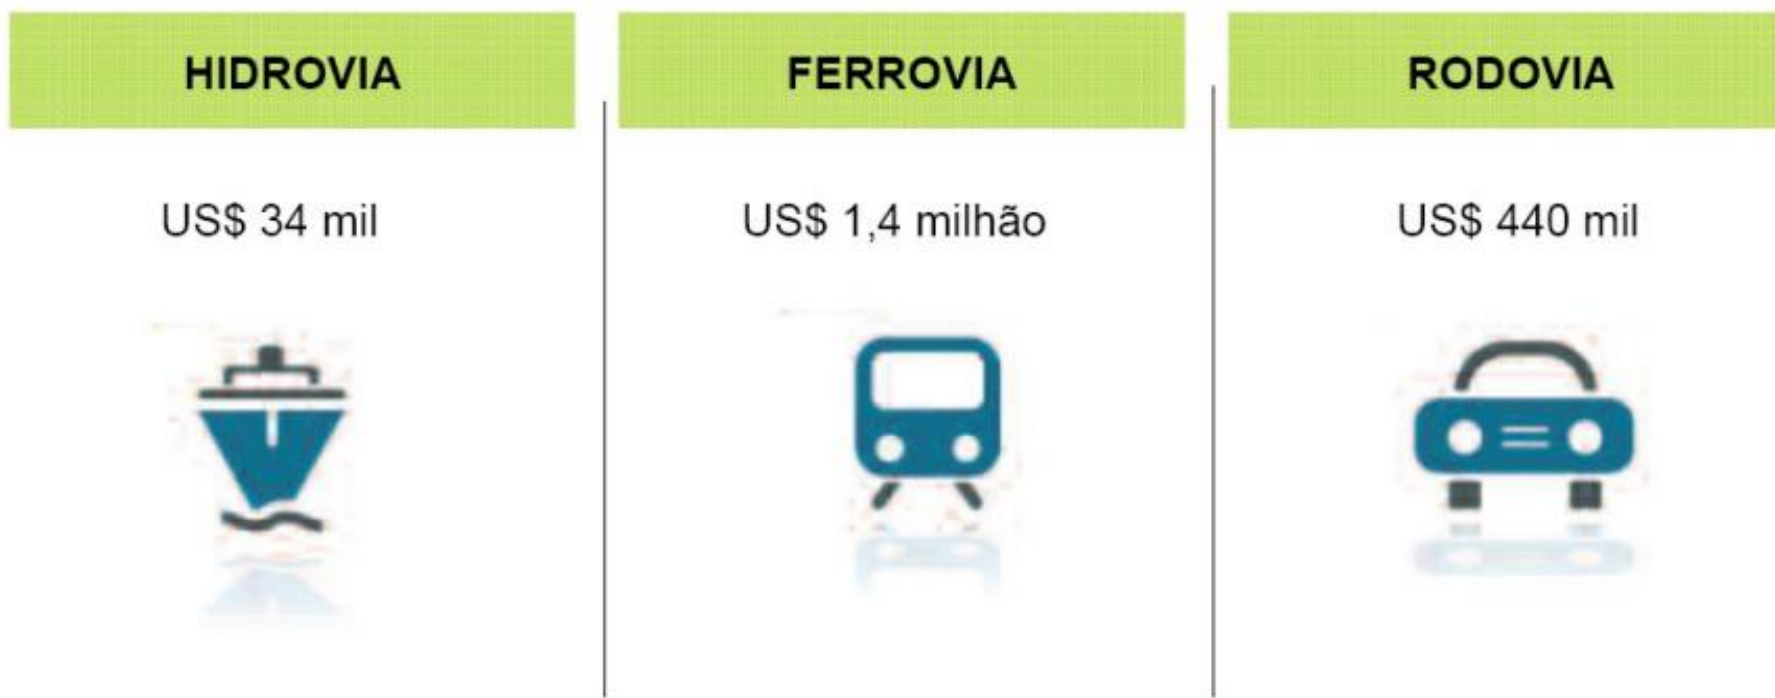 HIDROVIA
FERROVIA
RODOVIA
US$ 34 mil
US$ 1,4 milhão
US$ 440 mil